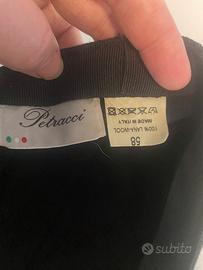 Petracci
58
100% LANA-WOOL
MADE IN ITALY
subito